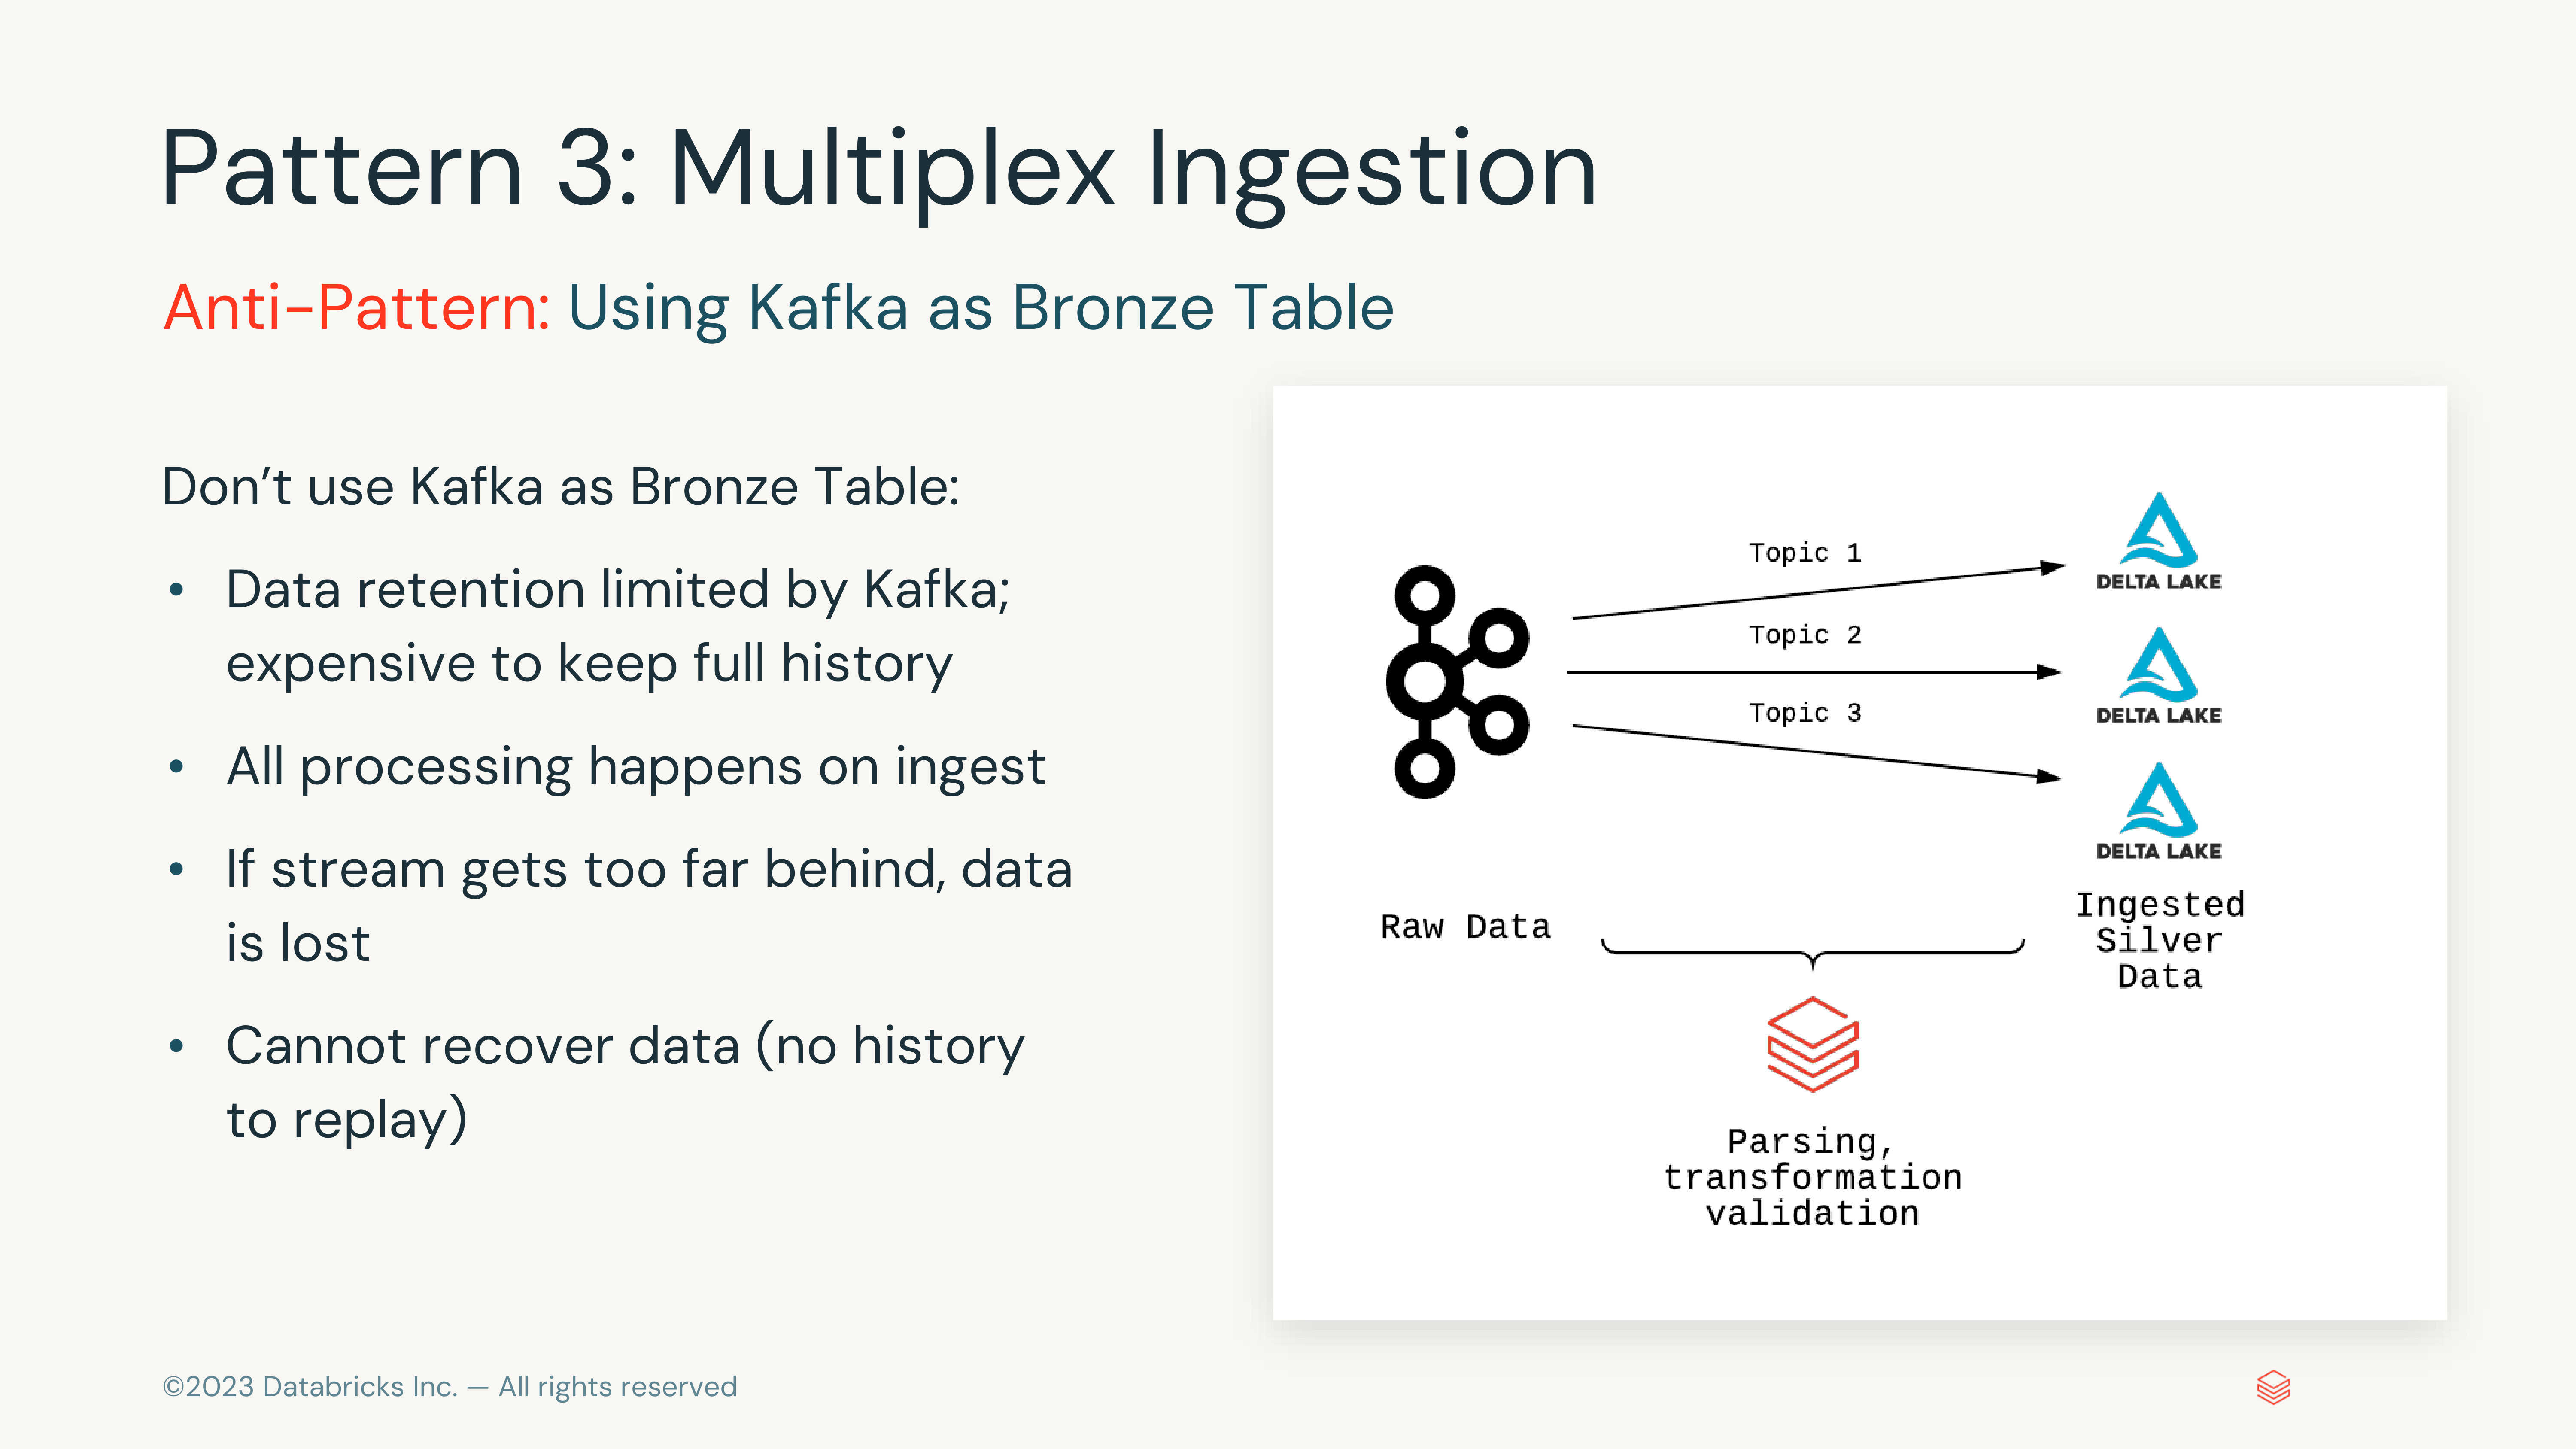 Pattern 3: Multiplex Ingestion
Anti-Pattern: Using Kafka as Bronze Table
Don’t use Kafka as Bronze Table:
• Data retention limited by Kafka;
expensive to keep full history
• All processing happens on ingest
• If stream gets too far behind, data
is lost
• Cannot recover data (no history
to replay)
Topic 1
Topic 2
Topic 3
DELTA LAKE
DELTA LAKE
DELTA LAKE
Raw Data
Ingested
Silver
Data
Parsing,
transformation
validation
©2023 Databricks Inc. — All rights reserved